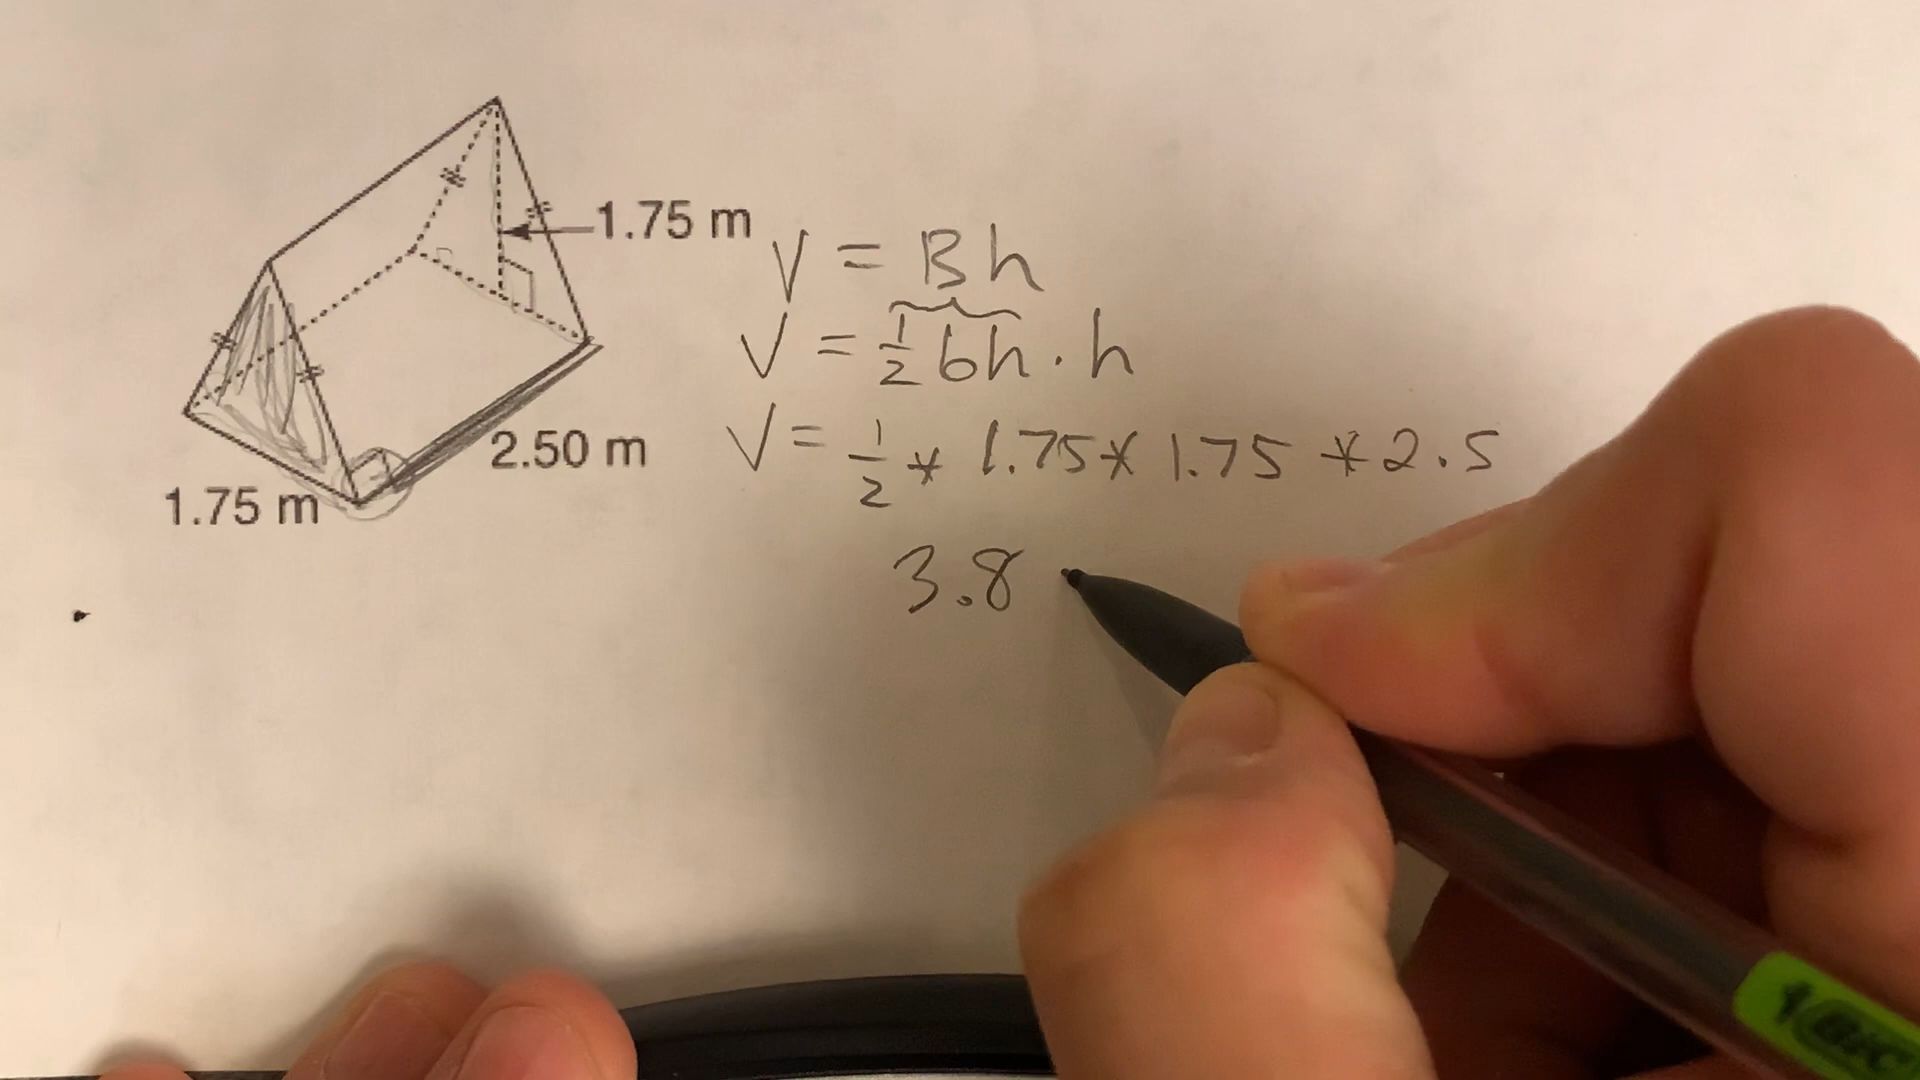 1.75 m
V = Bh
V = 1/2 bh · h
V = 1/2 * 1.75 * 1.75 * 2.5
2.50 m
1.75 m
3.8
BIC